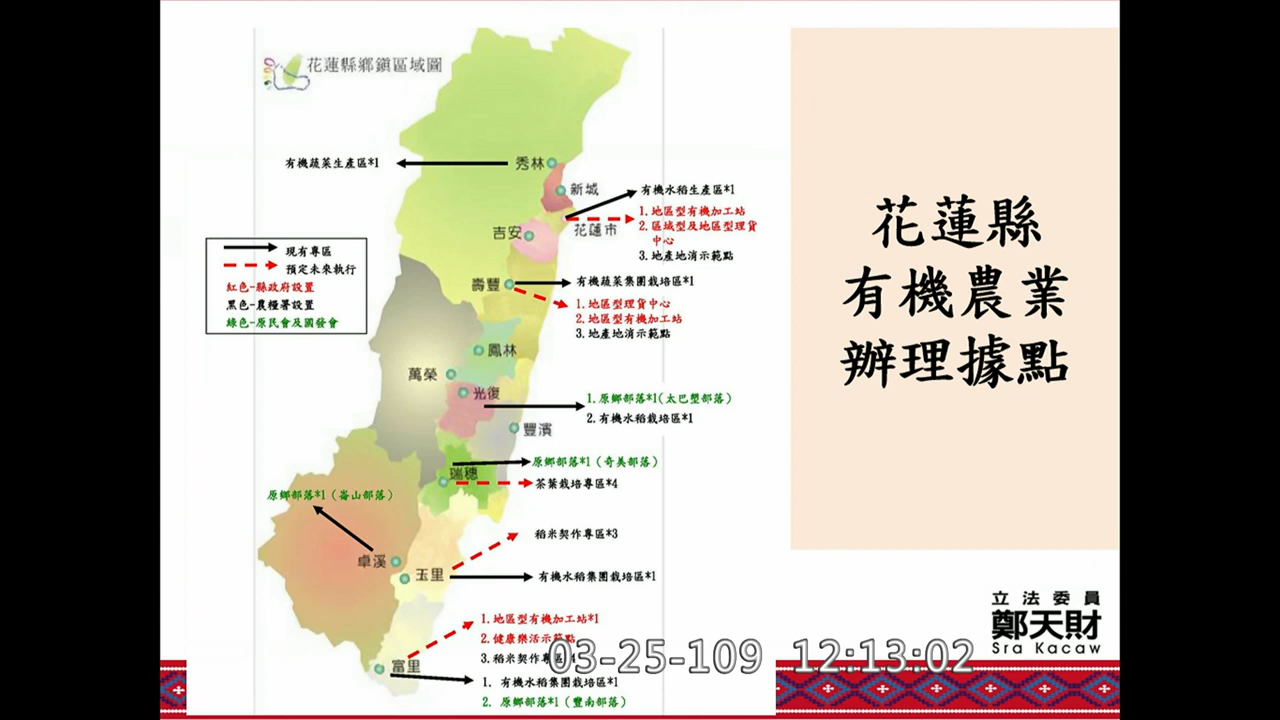 花蓮縣鄉鎮區域圖
有機蔬菜生產區*1
秀林
新城
有機水稻生產區*1
1.地區型有機加工站
2.區域型及地區型理貨
中心
3.地產地消示範點
花蓮市
吉安
現有專區
預定未來執行
紅色-縣政府設置
黑色-農糧署設置
綠色-原民會及國發會
壽豐
有機蔬菜集團栽培區*1
1.地區型理貨中心
2.地區型有機加工站
3.地產地消示範點
鳳林
萬榮
光復
1.原鄉部落*1(太巴塱部落)
2.有機水稻栽培區*1
豐濱
原鄉部落*1（奇美部落）
瑞穗
茶葉栽培專區*4
原鄉部落*1（崙山部落）
稻米契作專區*3
卓溪
玉里
有機水稻集團栽培區*1
1.地區型有機加工站*1
2.健康樂活示範點
3.稻米契作專區
富里
1. 有機水稻集團栽培區*1
2. 原鄉部落*1（豐南部落）
花蓮縣
有機農業
辦理據點
立法委員
鄭天財
Sra Kacaw
03-25-109 12:13:02